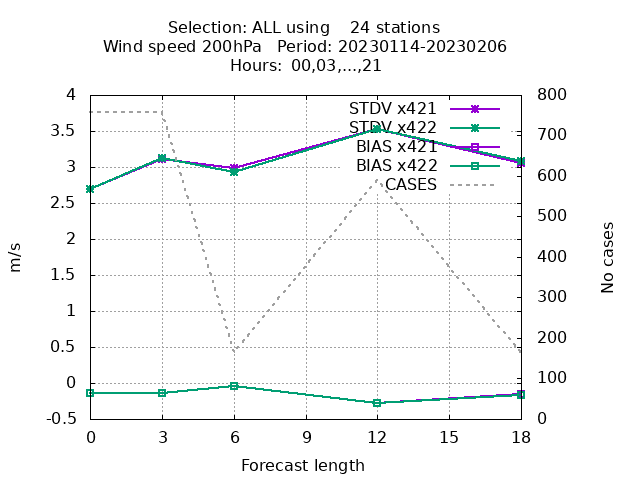 Selection: ALL using 24 stations
Wind speed 200hPa Period: 20230114-20230206
Hours: 00,03,...,21
4
3.5
3
2.5
2
1.5
1
0.5
0
-0.5
m/s
STDV x421
STDV x422
BIAS x421
BIAS x422
CASES
800
700
600
500
400
300
200
100
0
No cases
0 3 6 9 12 15 18
Forecast length